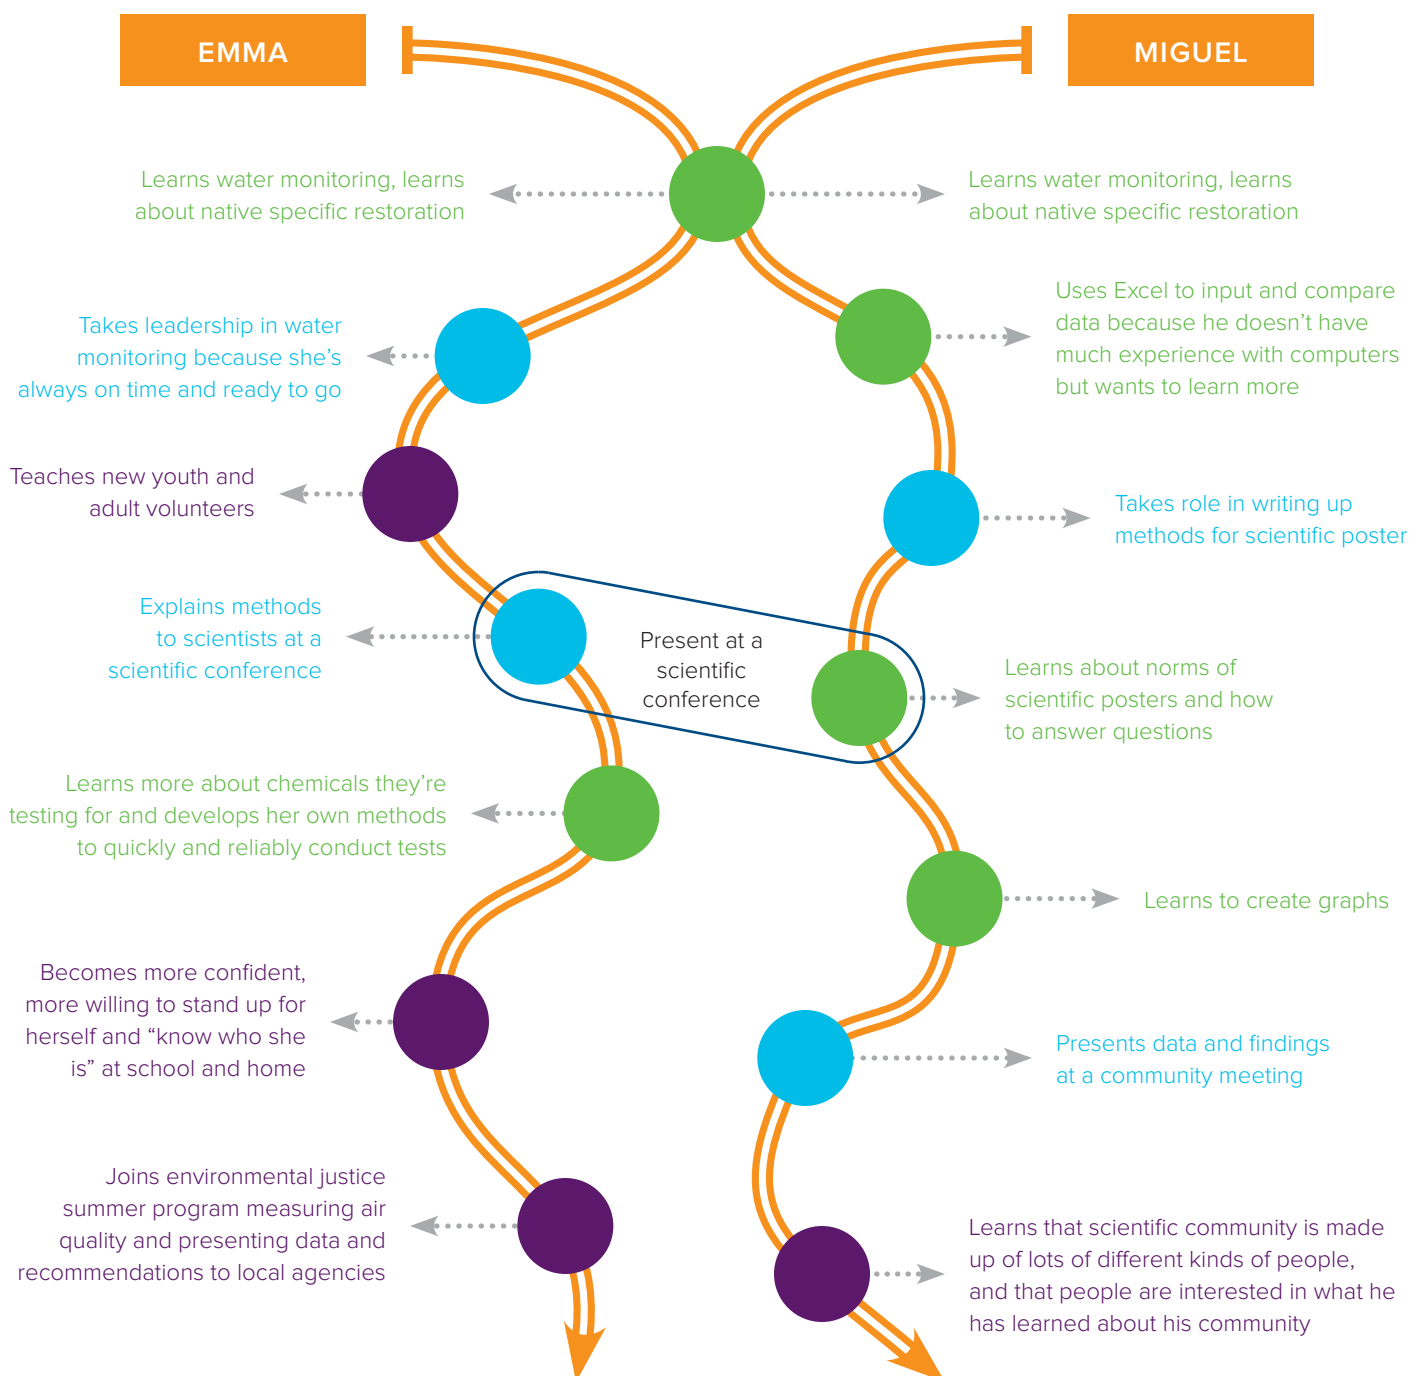 EMMA
MIGUEL
Learns water monitoring, learns
about native specific restoration
Learns water monitoring, learns
about native specific restoration
Takes leadership in water
monitoring because she's
always on time and ready to go
Uses Excel to input and compare
data because he doesn't have
much experience with computers
but wants to learn more
Teaches new youth and
adult volunteers
Takes role in writing up
methods for scientific poster
Explains methods
to scientists at a
scientific conference
Present at a
scientific
conference
Learns about norms of
scientific posters and how
to answer questions
Learns more about chemicals they're
testing for and develops her own methods
to quickly and reliably conduct tests
Learns to create graphs
Becomes more confident,
more willing to stand up for
herself and “know who she
is” at school and home
Presents data and findings
at a community meeting
Joins environmental justice
summer program measuring air
quality and presenting data and
recommendations to local agencies
Learns that scientific community is made
up of lots of different kinds of people,
and that people are interested in what he
has learned about his community